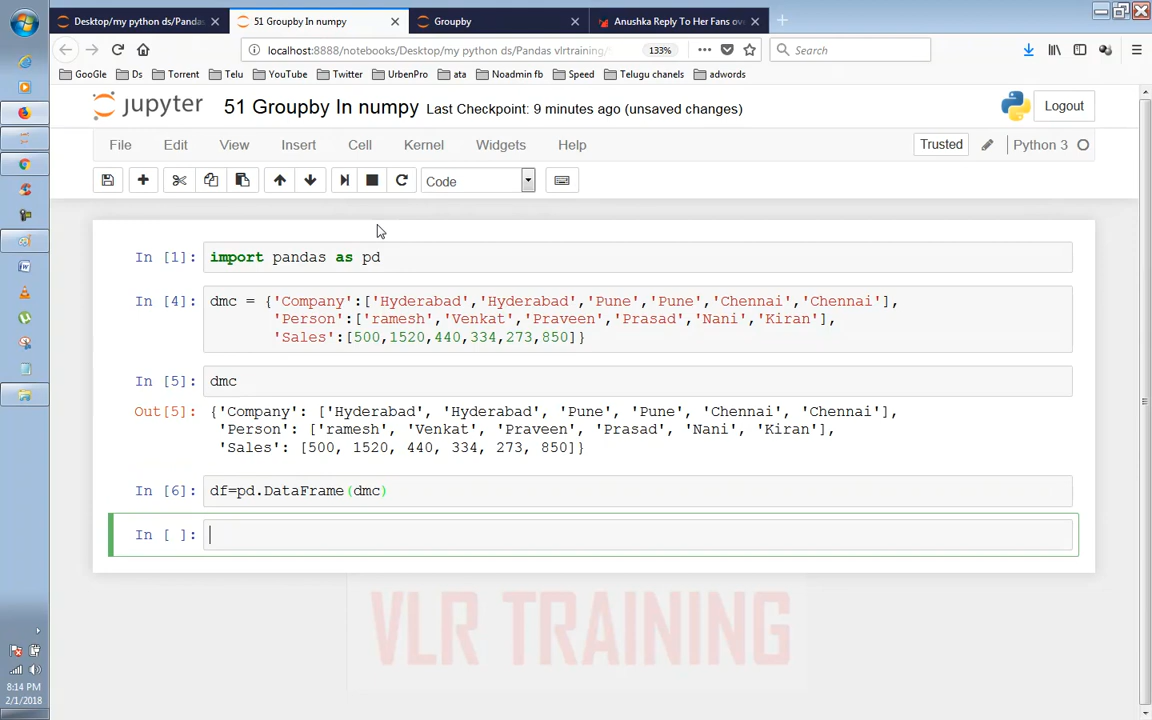 Desktop/my python ds/Pandas
51 Groupby In numpy
Groupby
Anushka Reply To Her Fans ov
localhost:8888/notebooks/Desktop/my python ds/Pandas vlrtraining/
133%
Search
GooGle
Ds
Torrent
Telu
YouTube
Twitter
UrbenPro
ata
Noadmin fb
Speed
Telugu chanels
adwords
jupyter
51 Groupby In numpy
Last Checkpoint: 9 minutes ago (unsaved changes)
Logout
File
Edit
View
Insert
Cell
Kernel
Widgets
Help
Trusted
Python 3
Code
In [1]: import pandas as pd
In [4]: dmc = {'Company':['Hyderabad','Hyderabad','Pune','Pune','Chennai','Chennai'],
'Person':['ramesh','Venkat','Praveen','Prasad','Nani','Kiran'],
'Sales':[500,1520,440,334,273,850]}
In [5]: dmc
Out[5]: {'Company': ['Hyderabad', 'Hyderabad', 'Pune', 'Pune', 'Chennai', 'Chennai'],
'Person': ['ramesh', 'Venkat', 'Praveen', 'Prasad', 'Nani', 'Kiran'],
'Sales': [500, 1520, 440, 334, 273, 850]}
In [6]: df=pd.DataFrame(dmc)
In [ ]:
VLR TRAINING
8:14 PM
2/1/2018